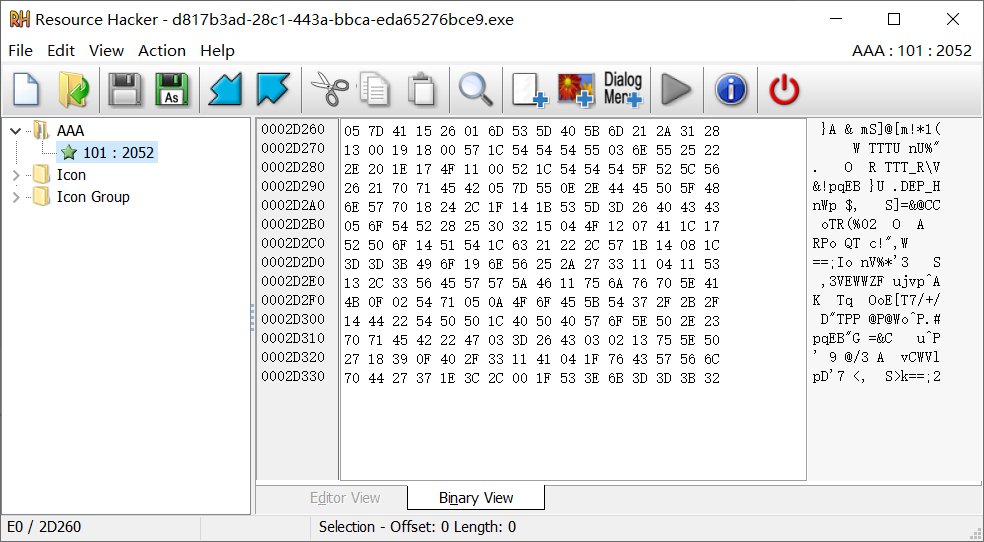 Resource Hacker - d817b3ad-28c1-443a-bbca-eda65276bce9.exe
File Edit View Action Help AAA : 101 : 2052
As Dialog Menu
AAA
101 : 2052
Icon
Icon Group
0002D260 05 7D 41 15 26 01 6D 53 5D 40 5B 6D 21 2A 31 28 }A & mS]@[m!*1(
0002D270 13 00 19 18 00 57 1C 54 54 54 55 03 6E 55 25 22 W TTTU nU%"
0002D280 2E 20 1E 17 4F 11 00 52 1C 54 54 54 5F 52 5C 56 . O R TTT_R\V
0002D290 26 21 70 71 45 42 05 7D 55 0E 2E 44 45 50 5F 48 &!pqEB }U .DEP_H
0002D2A0 6E 57 70 18 24 2C 1F 14 1B 53 5D 3D 26 40 43 43 nWp $, S]=&@CC
0002D2B0 05 6F 54 52 28 25 30 32 15 04 4F 12 07 41 1C 17 oTR(%02 O A
0002D2C0 52 50 6F 14 51 54 1C 63 21 22 2C 57 1B 14 08 1C RPo QT c!",W
0002D2D0 3D 3D 3B 49 6F 19 6E 56 25 2A 27 33 11 04 11 53 ==;Io nV%*'3 S
0002D2E0 13 2C 33 56 45 57 57 5A 46 11 75 6A 76 70 5E 41 ,3VEWWZF ujvp^A
0002D2F0 4B 0F 02 54 71 05 0A 4F 6F 45 5B 54 37 2F 2B 2F K Tq OoE[T7/+/
0002D300 14 44 22 54 50 50 1C 40 50 40 57 6F 5E 50 2E 23 D"TPP @P@Wo^P.#
0002D310 70 71 45 42 22 47 03 3D 26 43 03 02 13 75 5E 50 pqEB"G =&C u^P
0002D320 27 18 39 0F 40 2F 33 11 41 04 1F 76 43 57 56 6C ' 9 @/3 A vCWVl
0002D330 70 44 27 37 1E 3C 2C 00 1F 53 3E 6B 3D 3D 3B 32 pD'7 <, S>k==;2
Editor View Binary View
E0 / 2D260 Selection - Offset: 0 Length: 0